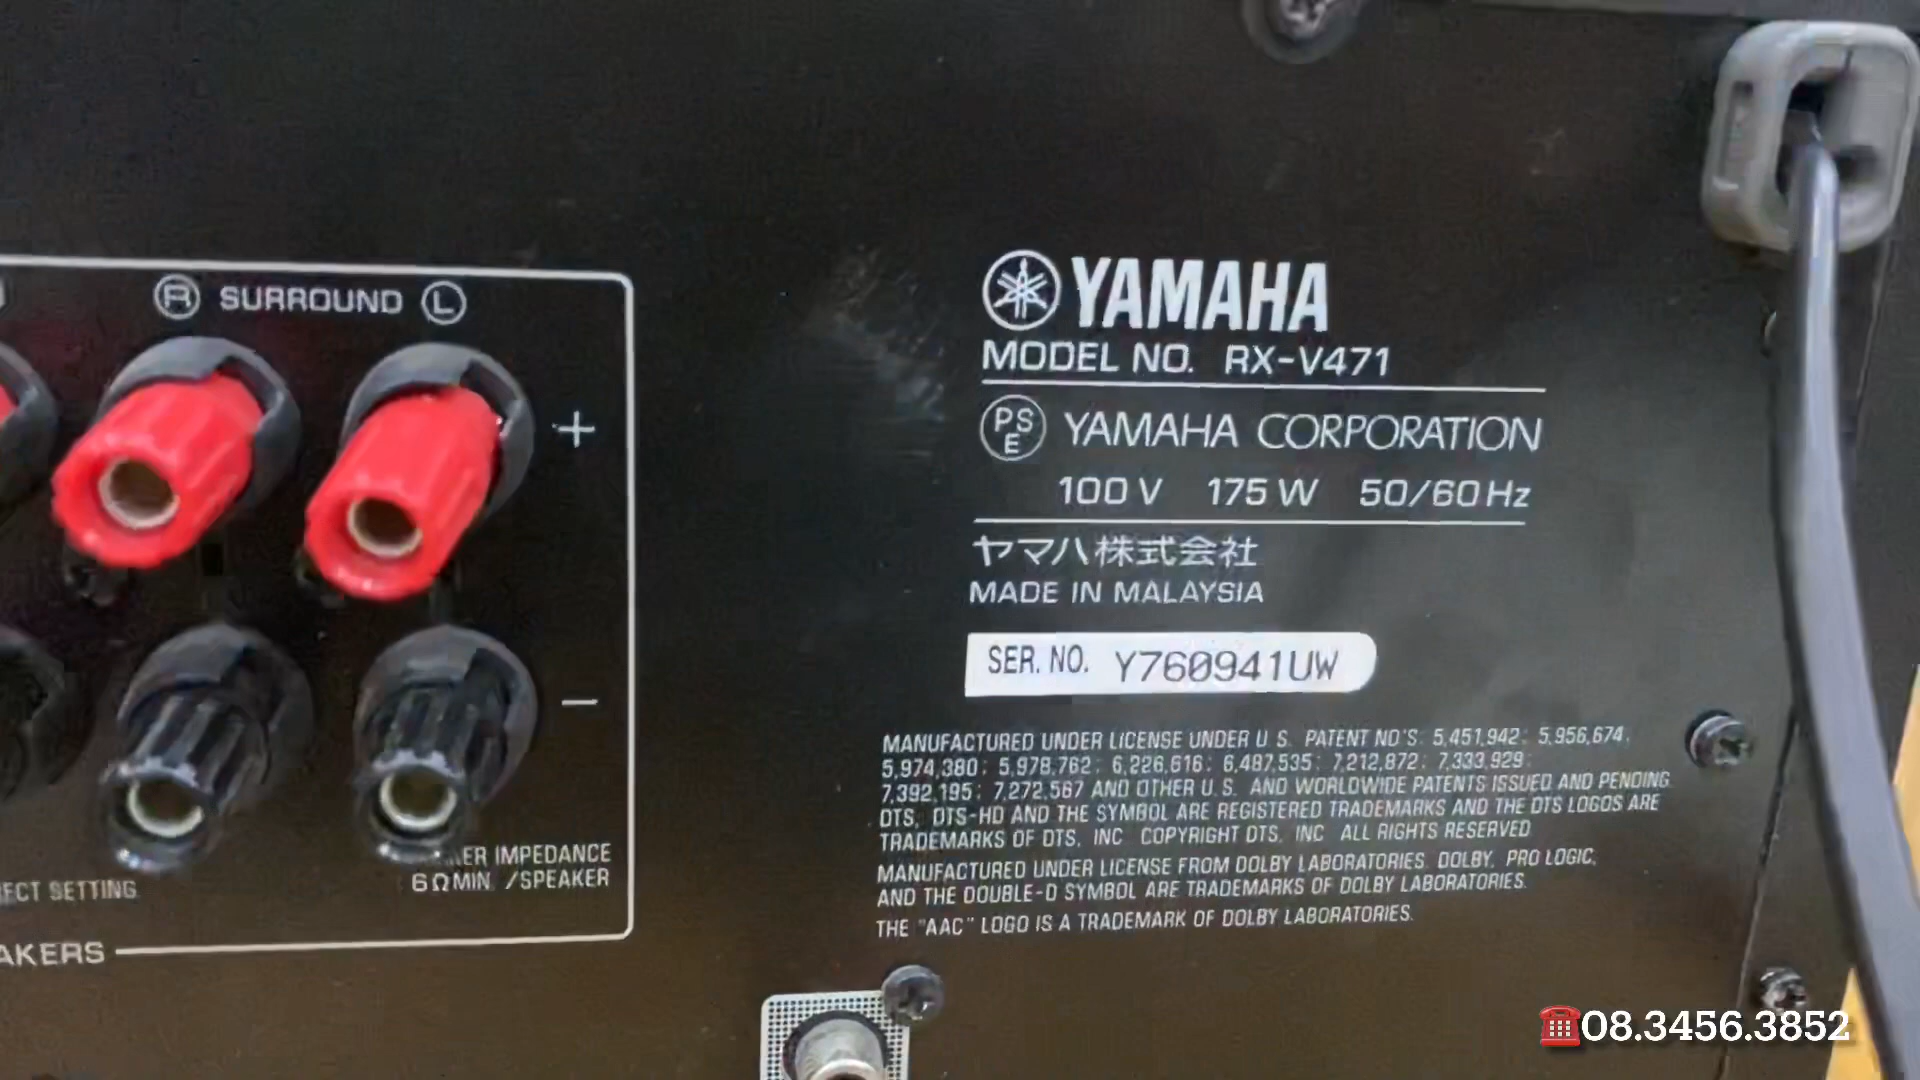 R SURROUND L
+
−
6ΩMIN. /SPEAKER
IMPEDANCE
SETTING
YAMAHA
MODEL NO. RX-V471
PSE YAMAHA CORPORATION
100 V 175 W 50/60 Hz
ヤマハ株式会社
MADE IN MALAYSIA
SER. NO. Y760941UW
MANUFACTURED UNDER LICENSE UNDER U.S. PATENT NO'S: 5,451,942; 5,956,674;
5,974,380; 5,978,762; 6,226,616; 6,487,535; 7,212,872; 7,333,929;
7,392,195; 7,272,567 AND OTHER U.S. AND WORLDWIDE PATENTS ISSUED AND PENDING.
DTS, DTS-HD AND THE SYMBOL ARE REGISTERED TRADEMARKS AND THE DTS LOGOS ARE
TRADEMARKS OF DTS, INC. COPYRIGHT DTS, INC. ALL RIGHTS RESERVED.
MANUFACTURED UNDER LICENSE FROM DOLBY LABORATORIES. DOLBY, PRO LOGIC,
AND THE DOUBLE-D SYMBOL ARE TRADEMARKS OF DOLBY LABORATORIES.
THE "AAC" LOGO IS A TRADEMARK OF DOLBY LABORATORIES.
☎08.3456.3852